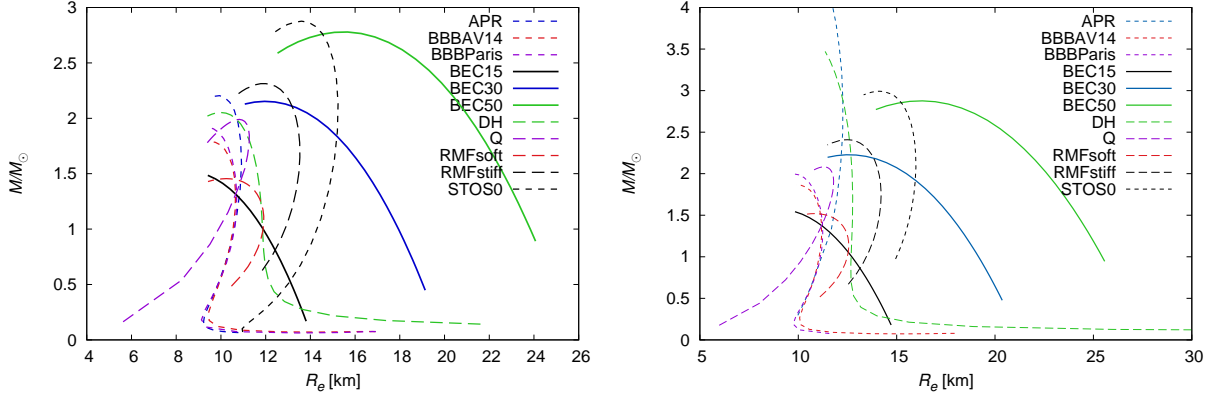 3
2.5
2
1.5
1
0.5
0
M/M⊙
4 6 8 10 12 14 16 18 20 22 24 26
Re [km]
APR
BBBAV14
BBBParis
BEC15
BEC30
BEC50
DH
Q
RMFsoft
RMFstiff
STOS0
4
3.5
3
2.5
2
1.5
1
0.5
0
M/M⊙
5 10 15 20 25 30
Re [km]
APR
BBBAV14
BBBParis
BEC15
BEC30
BEC50
DH
Q
RMFsoft
RMFstiff
STOS0